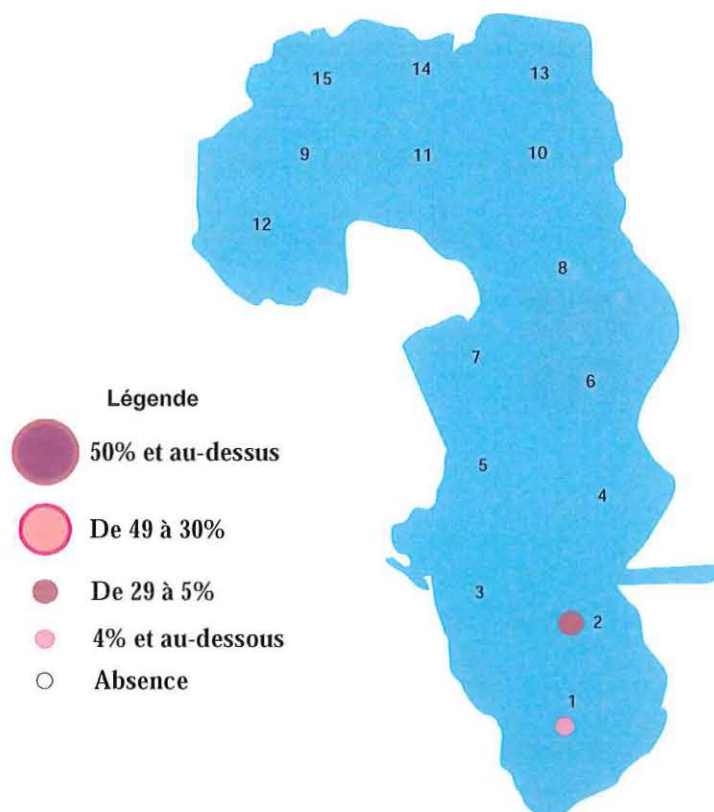 15
14
13
9
11
10
12
8
7
6
Légende
50% et au-dessus
5
4
De 49 à 30%
De 29 à 5%
3
2
4% et au-dessous
Absence
1